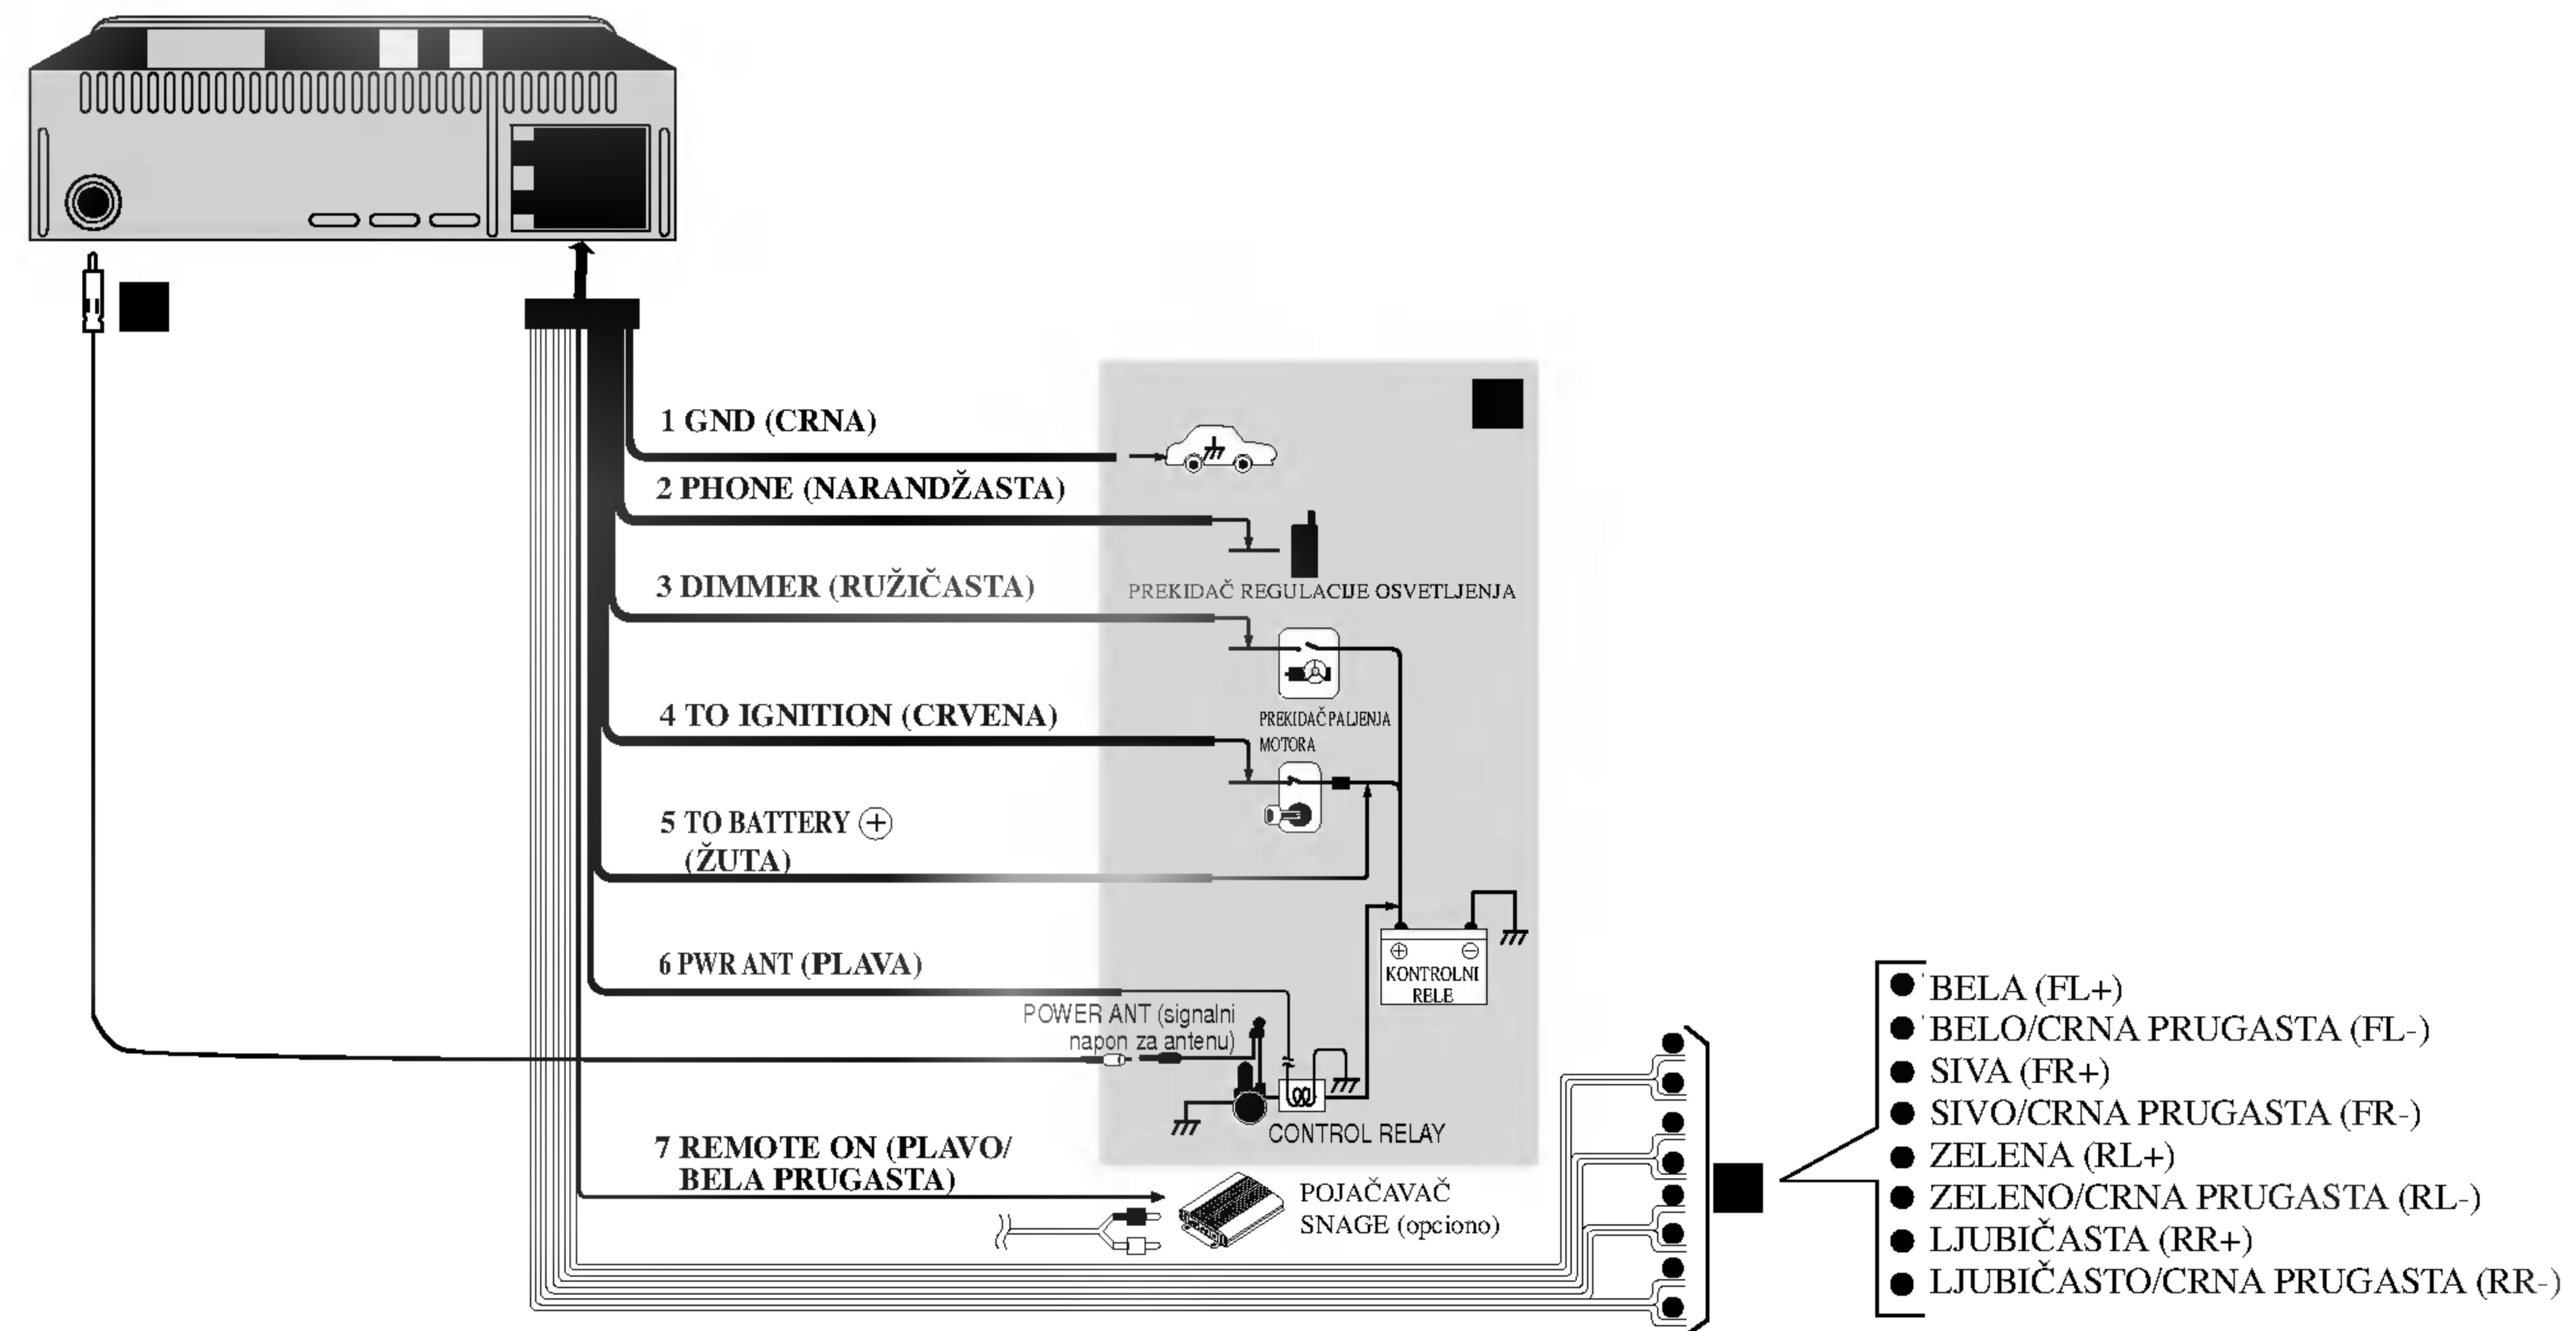 1 GND (CRNA)
2 PHONE (NARANDŽASTA)
3 DIMMER (RUŽIČASTA)
PREKIDAČ REGULACIJE OSVETLJENJA
4 TO IGNITION (CRVENA)
PREKIDAČ PALJENJA
MOTORA
5 TO BATTERY ⊕
(ŽUTA)
⊕ ⊖
KONTROLNI
RELE
6 PWR ANT (PLAVA)
POWER ANT (signalni
napon za antenu)
CONTROL RELAY
7 REMOTE ON (PLAVO/
BELA PRUGASTA)
POJAČAVAČ
SNAGE (opciono)
BELA (FL+)
BELO/CRNA PRUGASTA (FL-)
SIVA (FR+)
SIVO/CRNA PRUGASTA (FR-)
ZELENA (RL+)
ZELENO/CRNA PRUGASTA (RL-)
LJUBIČASTA (RR+)
LJUBIČASTO/CRNA PRUGASTA (RR-)